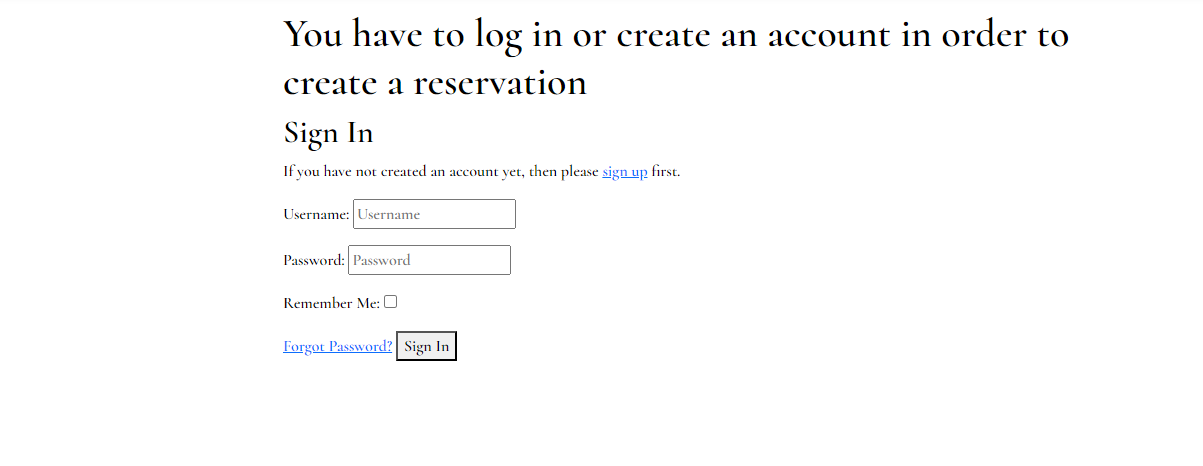 You have to log in or create an account in order to
create a reservation
Sign In
If you have not created an account yet, then please sign up first.
Username: Username
Password: Password
Remember Me:
Forgot Password? Sign In